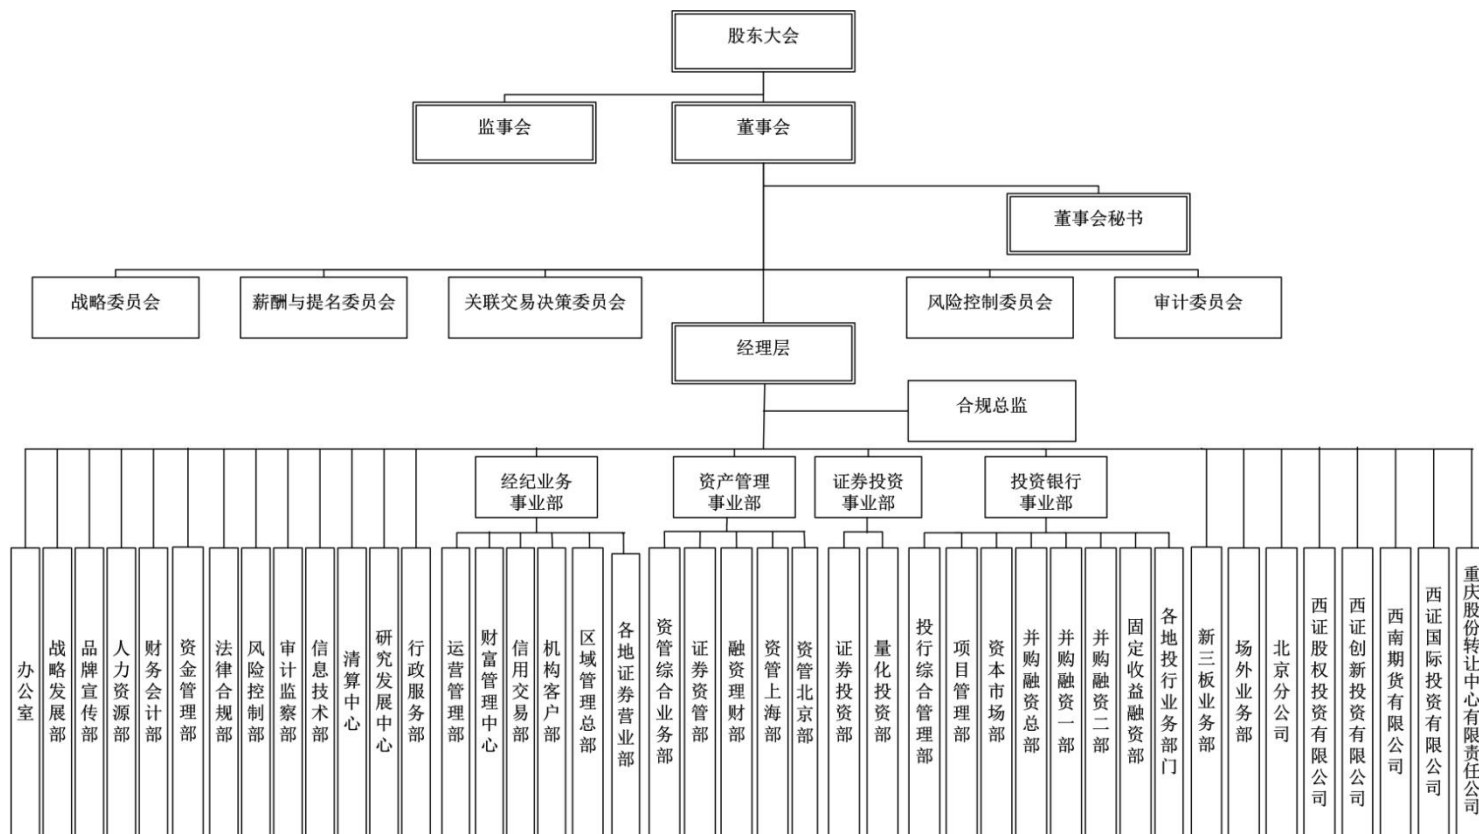 股东大会
监事会
董事会
董事会秘书
战略委员会
薪酬与提名委员会
关联交易决策委员会
风险控制委员会
审计委员会
经理层
合规总监
经纪业务
事业部
资产管理
事业部
证券投资
事业部
投资银行
事业部
办公室
战略发展部
品牌宣传部
人力资源部
财务会计部
资金管理部
法律合规部
风险控制部
审计监察部
信息技术部
清算中心
研究发展中心
行政服务部
运营管理部
财富管理中心
信用交易部
机构客户部
区域管理总部
各地证券营业部
资管综合业务部
证券资管部
融资理财部
资管上海部
资管北京部
证券投资部
量化投资部
投行综合管理部
项目管理部
资本市场部
并购融资总部
并购融资一部
并购融资二部
固定收益融资部
各地投行业务部门
新三板业务部
场外业务部
北京分公司
西证股权投资有限公司
西证创新投资有限公司
西南期货有限公司
西证国际投资有限公司
重庆股份转让中心有限责任公司